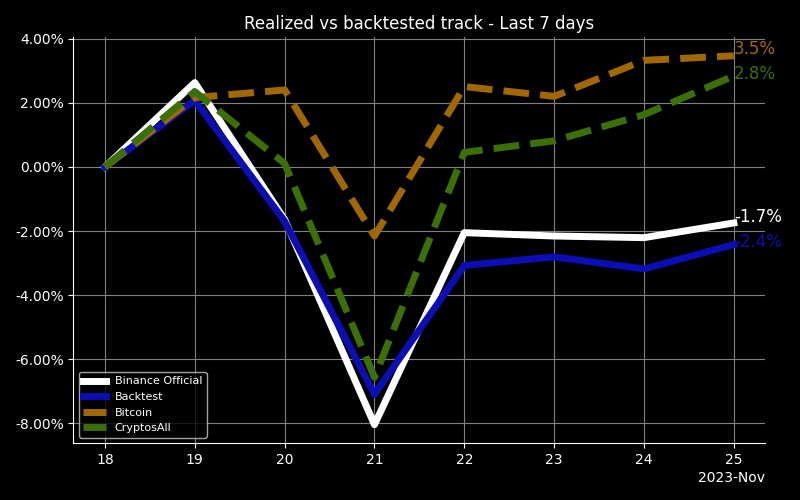 Realized vs backtested track - Last 7 days
4.00%
2.00%
0.00%
-2.00%
-4.00%
-6.00%
-8.00%
3.5%
2.8%
-1.7%
-2.4%
Binance Official
Backtest
Bitcoin
CryptosAll
18 19 20 21 22 23 24 25
2023-Nov